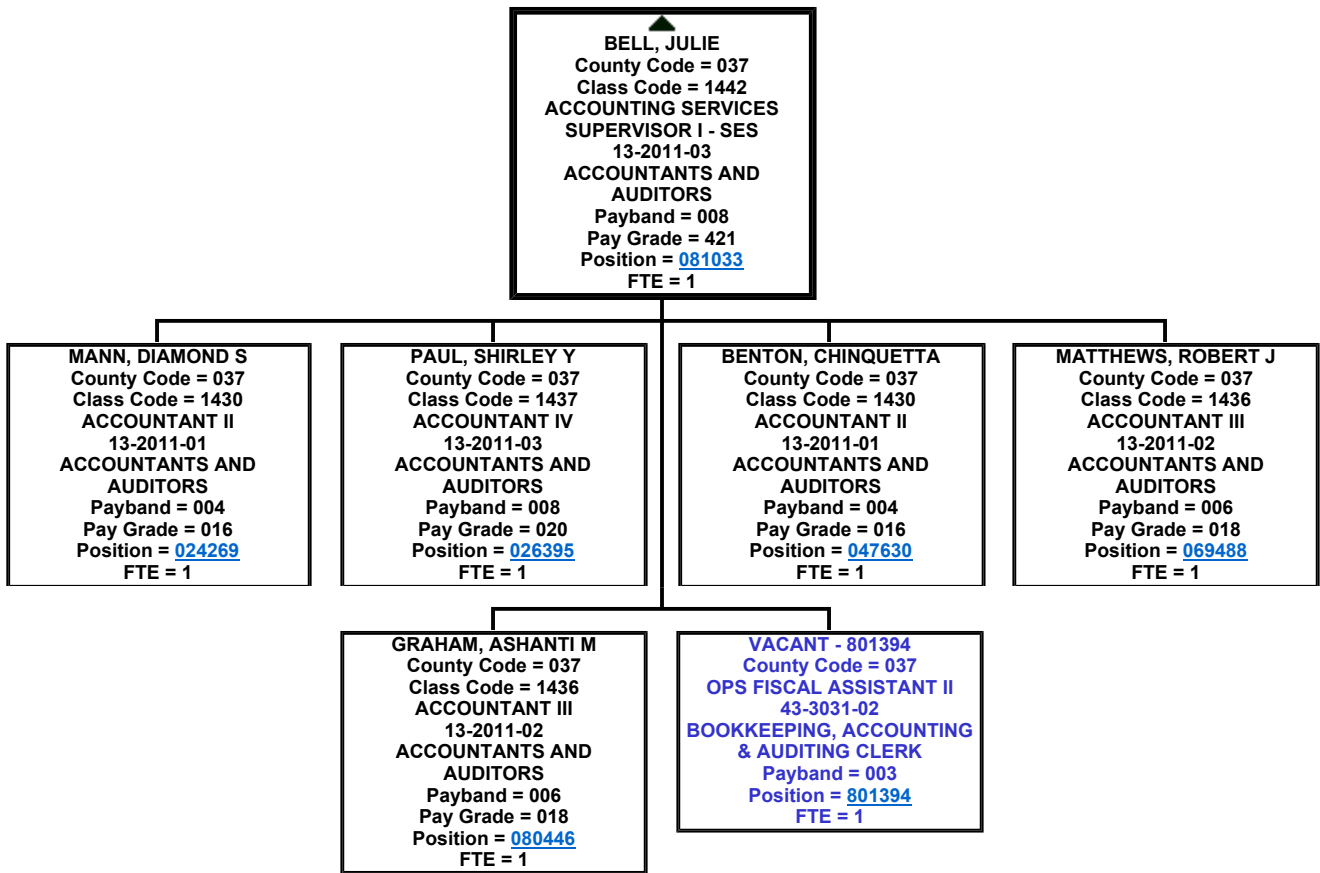 BELL, JULIE
County Code = 037
Class Code = 1442
ACCOUNTING SERVICES
SUPERVISOR I - SES
13-2011-03
ACCOUNTANTS AND
AUDITORS
Payband = 008
Pay Grade = 421
Position = 081033
FTE = 1
MANN, DIAMOND S
County Code = 037
Class Code = 1430
ACCOUNTANT II
13-2011-01
ACCOUNTANTS AND
AUDITORS
Payband = 004
Pay Grade = 016
Position = 024269
FTE = 1
PAUL, SHIRLEY Y
County Code = 037
Class Code = 1437
ACCOUNTANT IV
13-2011-03
ACCOUNTANTS AND
AUDITORS
Payband = 008
Pay Grade = 020
Position = 026395
FTE = 1
BENTON, CHINQUETTA
County Code = 037
Class Code = 1430
ACCOUNTANT II
13-2011-01
ACCOUNTANTS AND
AUDITORS
Payband = 004
Pay Grade = 016
Position = 047630
FTE = 1
MATTHEWS, ROBERT J
County Code = 037
Class Code = 1436
ACCOUNTANT III
13-2011-02
ACCOUNTANTS AND
AUDITORS
Payband = 006
Pay Grade = 018
Position = 069488
FTE = 1
GRAHAM, ASHANTI M
County Code = 037
Class Code = 1436
ACCOUNTANT III
13-2011-02
ACCOUNTANTS AND
AUDITORS
Payband = 006
Pay Grade = 018
Position = 080446
FTE = 1
VACANT - 801394
County Code = 037
OPS FISCAL ASSISTANT II
43-3031-02
BOOKKEEPING, ACCOUNTING
& AUDITING CLERK
Payband = 003
Position = 801394
FTE = 1